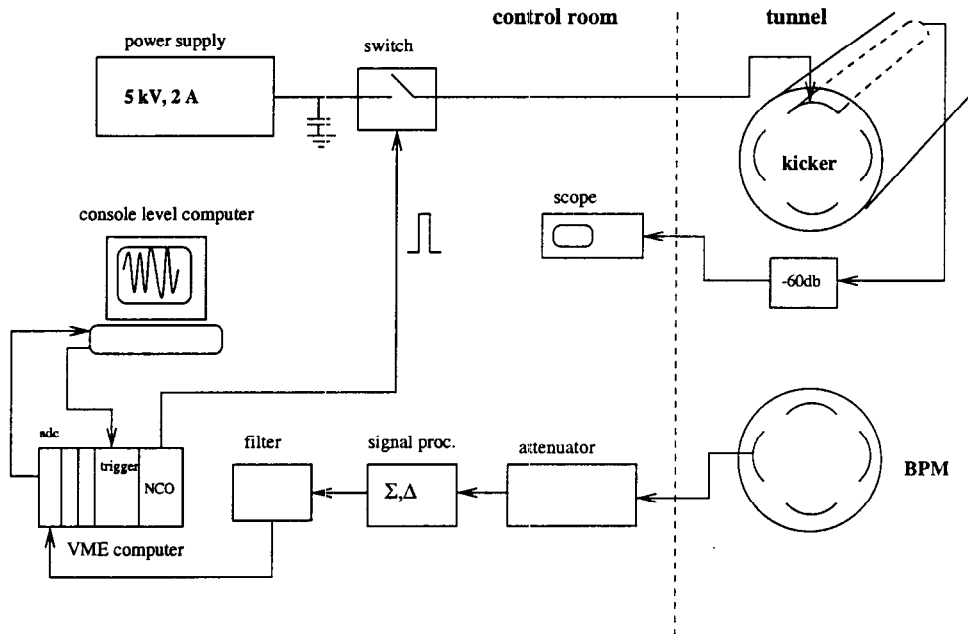 control room
tunnel
power supply
switch
5 kV, 2 A
kicker
console level computer
scope
-60db
adc
trigger
NCO
filter
signal proc.
attenuator
Σ,Δ
BPM
VME computer